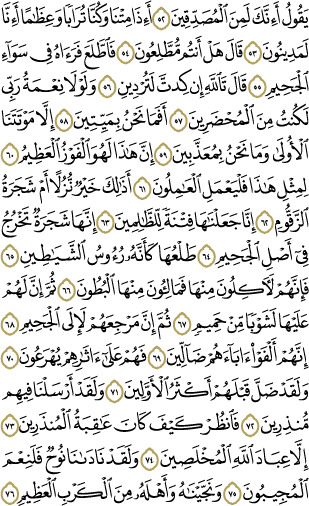 يَقُولُ أَءِنَّكَ لَمِنَ ٱلْمُصَدِّقِينَ ٥٢ أَءِذَا مِتْنَا وَكُنَّا تُرَابًا وَعِظَٰمًا أَءِنَّا
لَمَدِينُونَ ٥٣ قَالَ هَلْ أَنتُم مُّطَّلِعُونَ ٥٤ فَٱطَّلَعَ فَرَءَاهُ فِى سَوَآءِ
ٱلْجَحِيمِ ٥٥ قَالَ تَٱللَّهِ إِن كِدتَّ لَتُرْدِينِ ٥٦ وَلَوْلَا نِعْمَةُ رَبِّى
لَكُنتُ مِنَ ٱلْمُحْضَرِينَ ٥٧ أَفَمَا نَحْنُ بِمَيِّتِينَ ٥٨ إِلَّا مَوْتَتَنَا
ٱلْأُولَىٰ وَمَا نَحْنُ بِمُعَذَّبِينَ ٥٩ إِنَّ هَٰذَا لَهُوَ ٱلْفَوْزُ ٱلْعَظِيمُ ٦٠
لِمِثْلِ هَٰذَا فَلْيَعْمَلِ ٱلْعَٰمِلُونَ ٦١ أَذَٰلِكَ خَيْرٌ نُّزُلًا أَمْ شَجَرَةُ
ٱلزَّقُّومِ ٦٢ إِنَّا جَعَلْنَٰهَا فِتْنَةً لِّلظَّٰلِمِينَ ٦٣ إِنَّهَا شَجَرَةٌ تَخْرُجُ
فِىٓ أَصْلِ ٱلْجَحِيمِ ٦٤ طَلْعُهَا كَأَنَّهُۥ رُءُوسُ ٱلشَّيَٰطِينِ ٦٥
فَإِنَّهُمْ لَءَاكِلُونَ مِنْهَا فَمَالِـُٔونَ مِنْهَا ٱلْبُطُونَ ٦٦ ثُمَّ إِنَّ لَهُمْ
عَلَيْهَا لَشَوْبًا مِّنْ حَمِيمٍ ٦٧ ثُمَّ إِنَّ مَرْجِعَهُمْ لَإِلَى ٱلْجَحِيمِ ٦٨
إِنَّهُمْ أَلْفَوْا۟ ءَابَآءَهُمْ ضَآلِّينَ ٦٩ فَهُمْ عَلَىٰٓ ءَاثَٰرِهِمْ يُهْرَعُونَ ٧٠
وَلَقَدْ ضَلَّ قَبْلَهُمْ أَكْثَرُ ٱلْأَوَّلِينَ ٧١ وَلَقَدْ أَرْسَلْنَا فِيهِم
مُّنذِرِينَ ٧٢ فَٱنظُرْ كَيْفَ كَانَ عَٰقِبَةُ ٱلْمُنذَرِينَ ٧٣
إِلَّا عِبَادَ ٱللَّهِ ٱلْمُخْلَصِينَ ٧٤ وَلَقَدْ نَادَىٰنَا نُوحٌ فَلَنِعْمَ
ٱلْمُجِيبُونَ ٧٥ وَنَجَّيْنَٰهُ وَأَهْلَهُۥ مِنَ ٱلْكَرْبِ ٱلْعَظِيمِ ٧٦